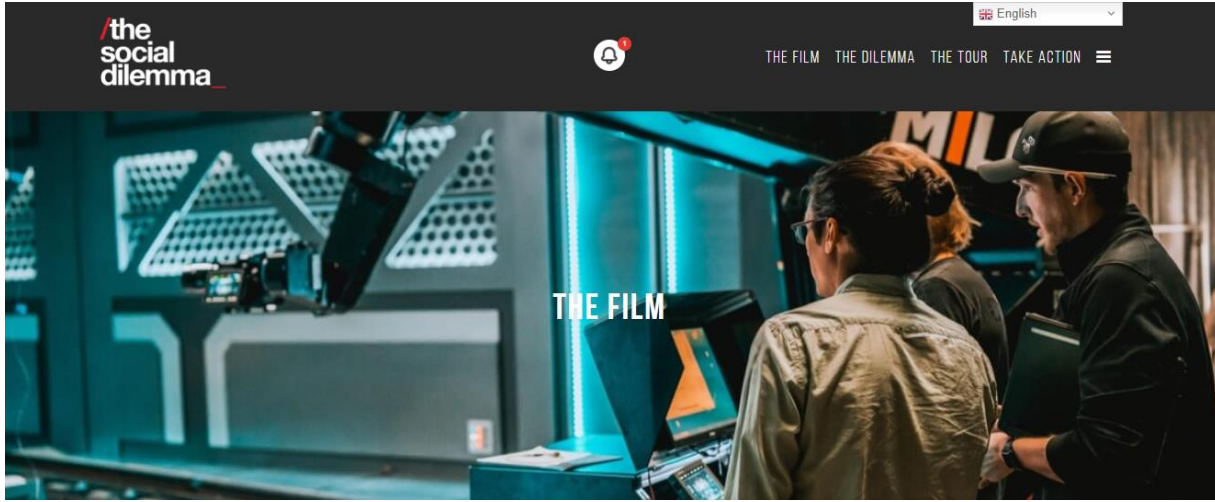 English
/the
social
dilemma_
1
THE FILM THE DILEMMA THE TOUR TAKE ACTION
THE FILM